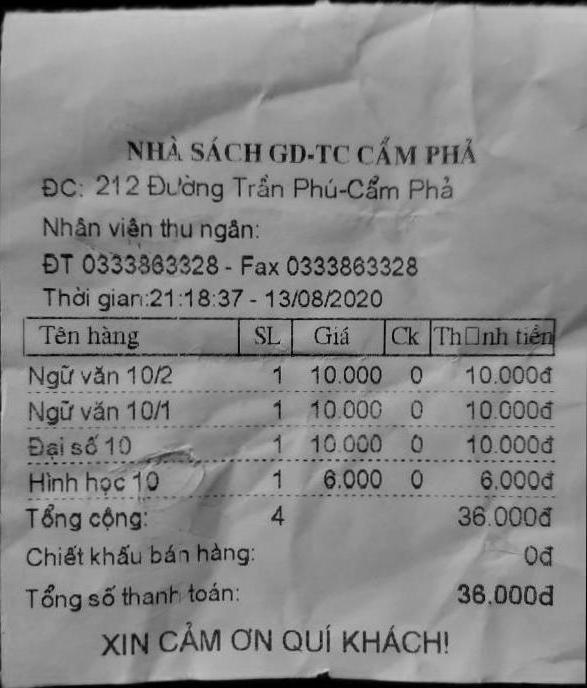 NHÀ SÁCH GD-TC CẨM PHẢ
ĐC: 212 Đường Trần Phú-Cẩm Phả
Nhân viên thu ngân:
ĐT 0333863328 - Fax 0333863328
Thời gian:21:18:37 - 13/08/2020
Tên hàng SL Giá Ck Th□nh tiền
Ngữ văn 10/2 1 10.000 0 10.000đ
Ngữ văn 10/1 1 10.000 0 10.000đ
Đại số 10 1 10.000 0 10.000đ
Hình học 10 1 6.000 0 6.000đ
Tổng cộng: 4 36.000đ
Chiết khấu bán hàng: 0đ
Tổng số thanh toán: 36.000đ
XIN CẢM ƠN QUÍ KHÁCH!